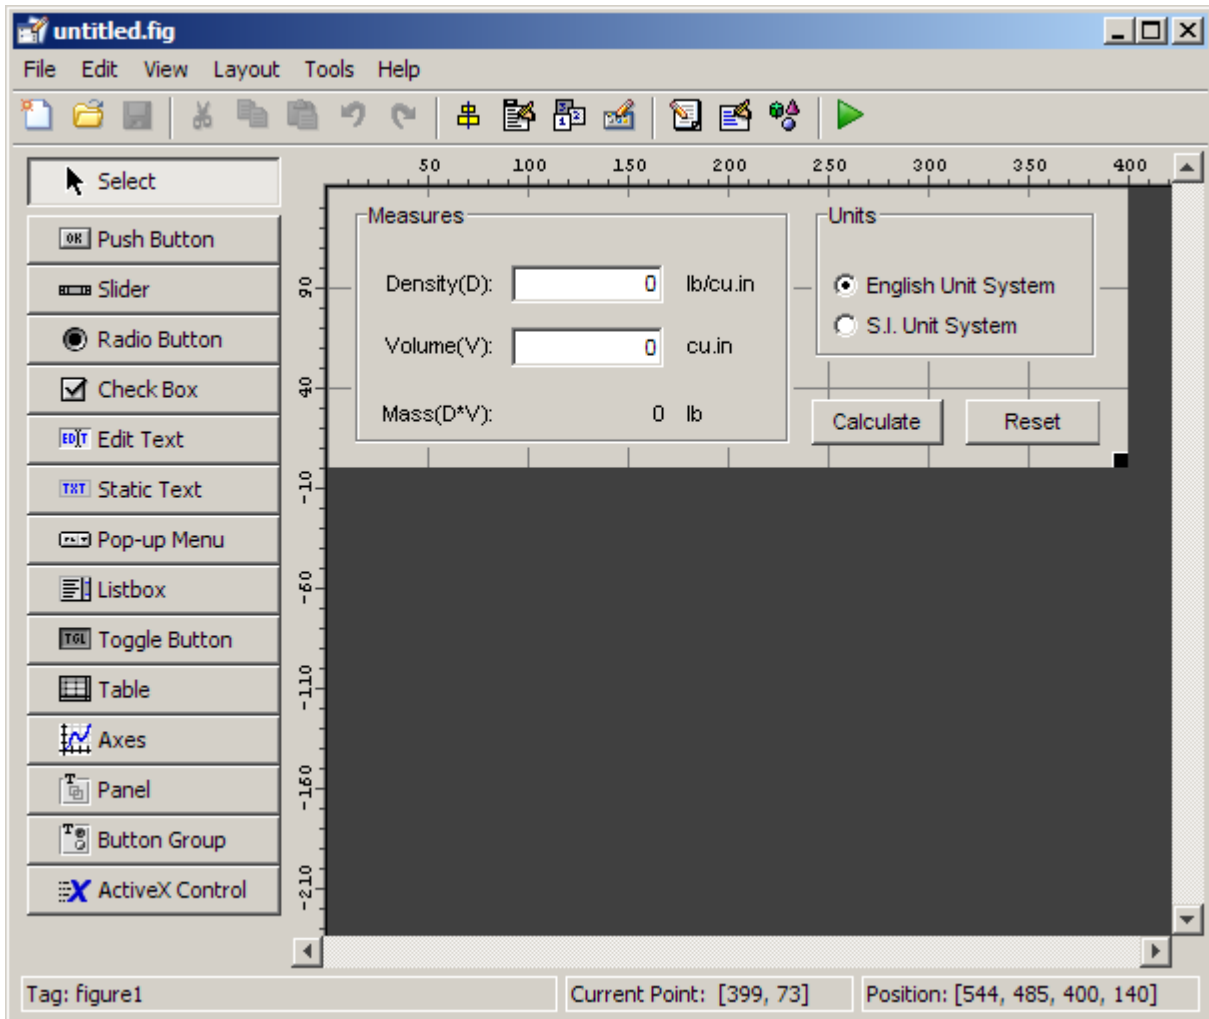 untitled.fig
File Edit View Layout Tools Help
Select
Push Button
Slider
Radio Button
Check Box
Edit Text
Static Text
Pop-up Menu
Listbox
Toggle Button
Table
Axes
Panel
Button Group
ActiveX Control
50 100 150 200 250 300 350 400
90
40
-10
-60
-110
-160
-210
Measures
Density(D): 0 lb/cu.in
Volume(V): 0 cu.in
Mass(D*V): 0 lb
Units
English Unit System
S.I. Unit System
Calculate Reset
Tag: figure1 Current Point: [399, 73] Position: [544, 485, 400, 140]